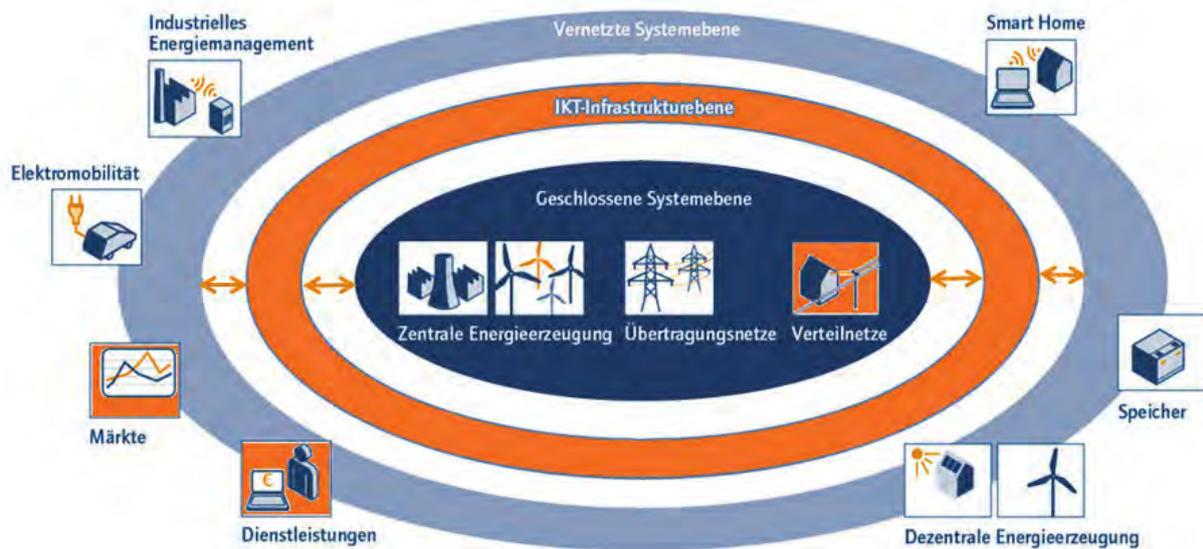 Industrielles
Energiemanagement
Vernetzte Systemebene
Smart Home
IKT-Infrastrukturebene
Elektromobilität
Geschlossene Systemebene
Zentrale Energieerzeugung
Übertragungsnetze
Verteilnetze
Märkte
Speicher
€
Dienstleistungen
Dezentrale Energieerzeugung